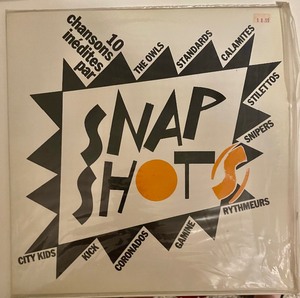 10
chansons
inédites
par
THE OWLS
STANDARDS
CALAMITES
STILETTOS
SNIPERS
RYTHMEURS
GAMINE
CORONADOS
KICK
CITY KIDS
SNAP
SHOTS